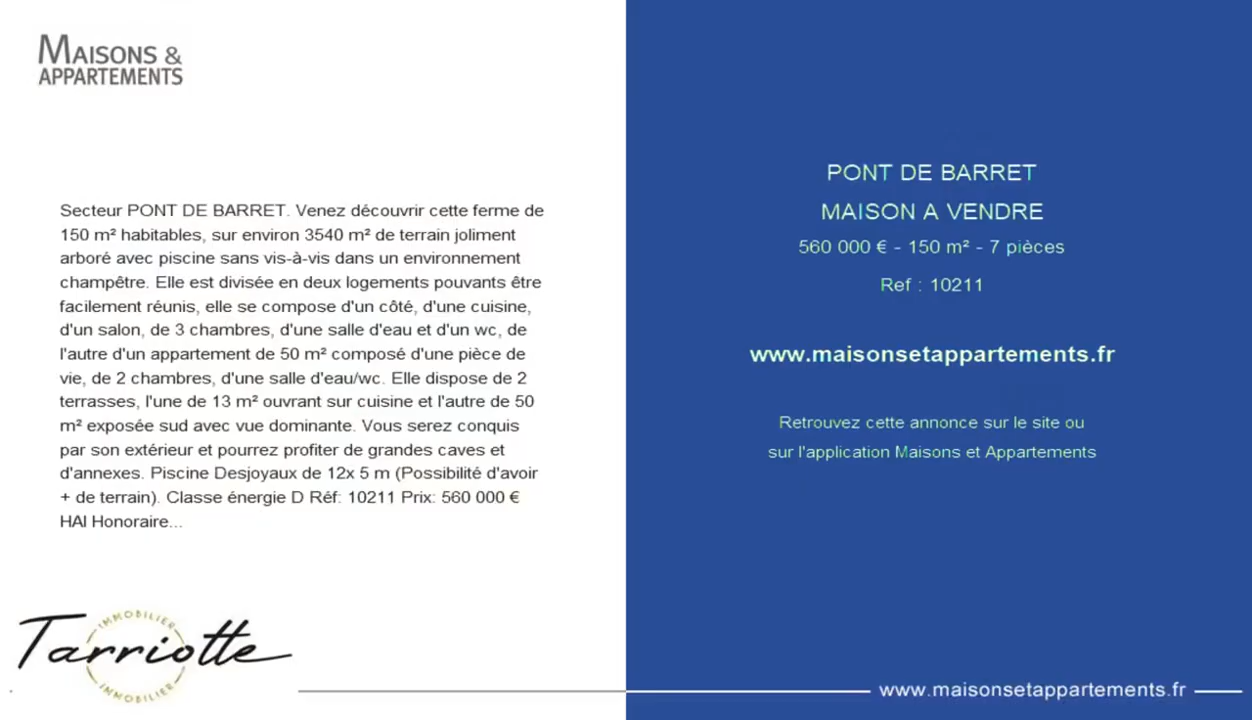 MAISONS &
APPARTEMENTS
Secteur PONT DE BARRET. Venez découvrir cette ferme de
150 m² habitables, sur environ 3540 m² de terrain joliment
arboré avec piscine sans vis-à-vis dans un environnement
champêtre. Elle est divisée en deux logements pouvants être
facilement réunis, elle se compose d'un côté, d'une cuisine,
d'un salon, de 3 chambres, d'une salle d'eau et d'un wc, de
l'autre d'un appartement de 50 m² composé d'une pièce de
vie, de 2 chambres, d'une salle d'eau/wc. Elle dispose de 2
terrasses, l'une de 13 m² ouvrant sur cuisine et l'autre de 50
m² exposée sud avec vue dominante. Vous serez conquis
par son extérieur et pourrez profiter de grandes caves et
d'annexes. Piscine Desjoyaux de 12x 5 m (Possibilité d'avoir
+ de terrain). Classe énergie D Réf: 10211 Prix: 560 000 €
HAI Honoraire...
IMMOBILIER
Tarriotte
IMMOBILIER
PONT DE BARRET
MAISON A VENDRE
560 000 € - 150 m² - 7 pièces
Ref : 10211
www.maisonsetappartements.fr
Retrouvez cette annonce sur le site ou
sur l'application Maisons et Appartements
www.maisonsetappartements.fr